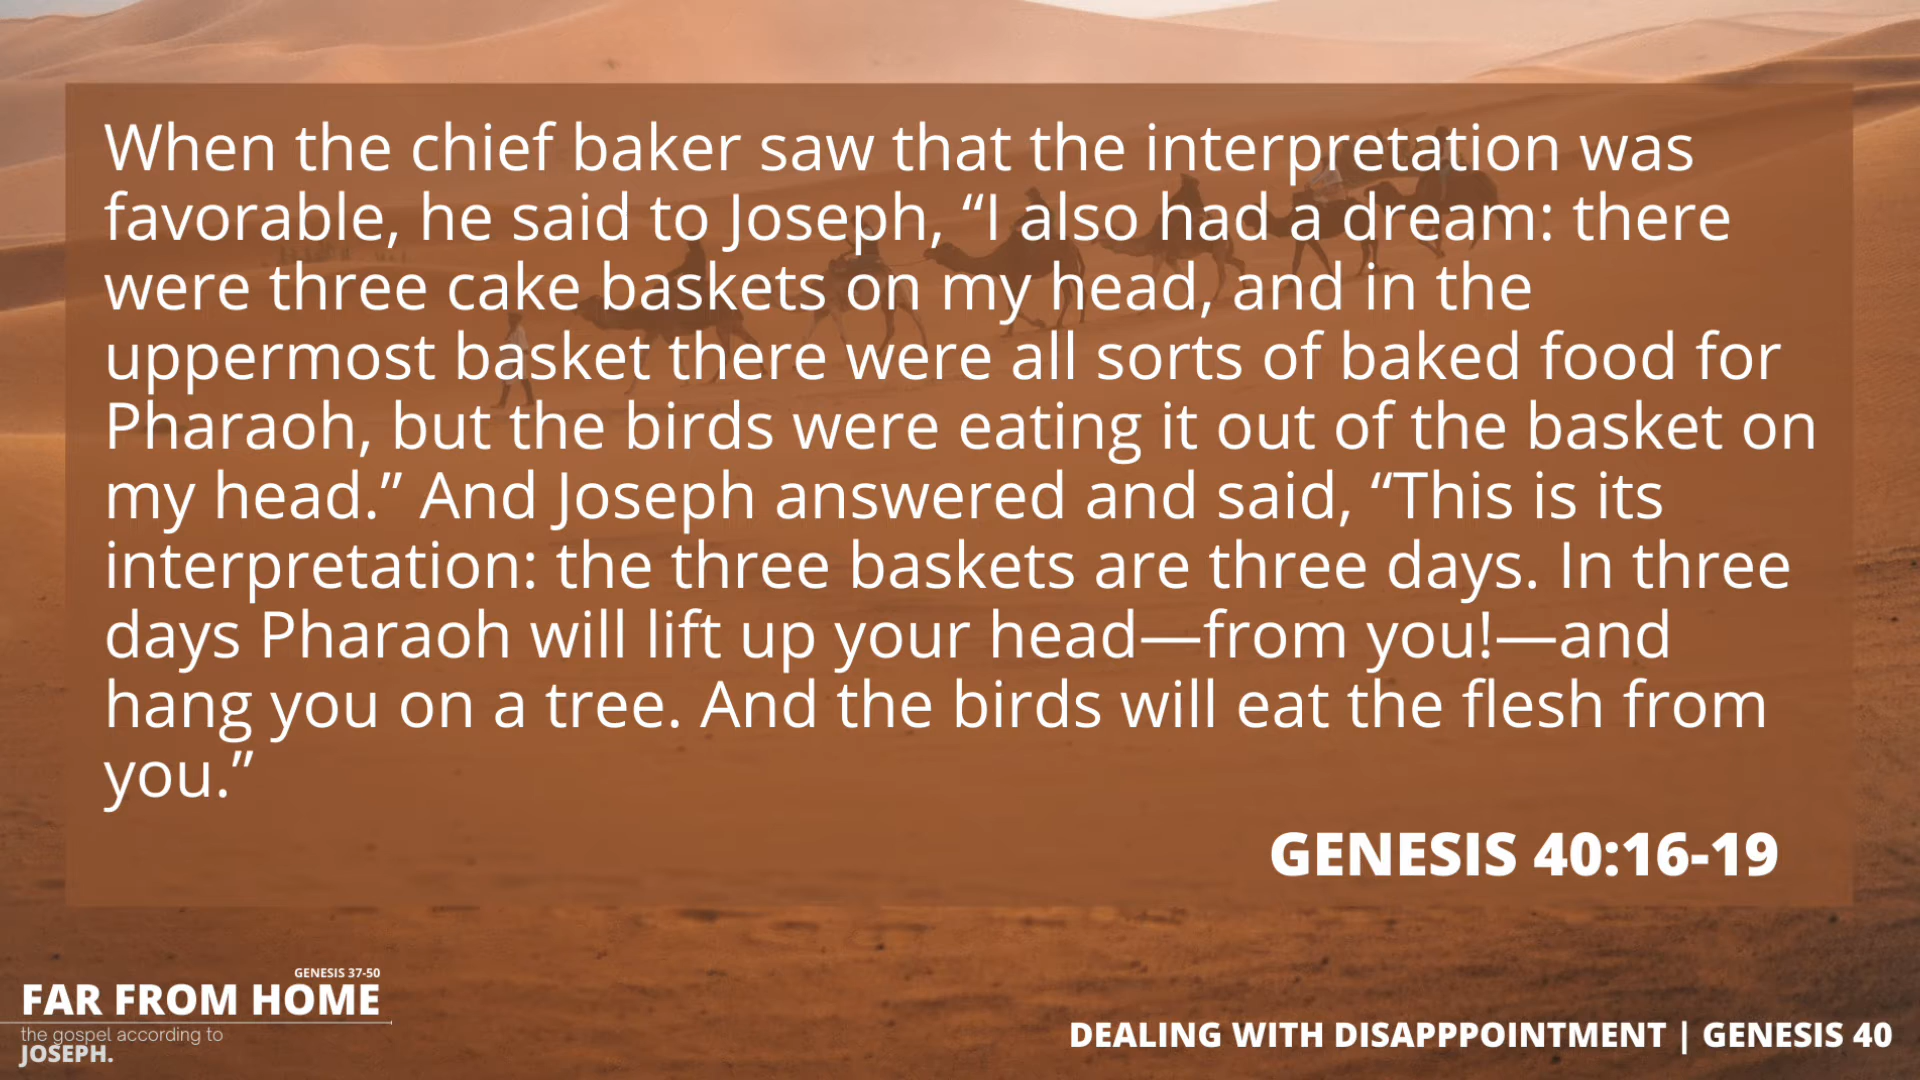 When the chief baker saw that the interpretation was
favorable, he said to Joseph, “I also had a dream: there
were three cake baskets on my head, and in the
uppermost basket there were all sorts of baked food for
Pharaoh, but the birds were eating it out of the basket on
my head.” And Joseph answered and said, “This is its
interpretation: the three baskets are three days. In three
days Pharaoh will lift up your head—from you!—and
hang you on a tree. And the birds will eat the flesh from
you.”
GENESIS 40:16-19
GENESIS 37-50
FAR FROM HOME
the gospel according to
JOSEPH.
DEALING WITH DISAPPPOINTMENT | GENESIS 40